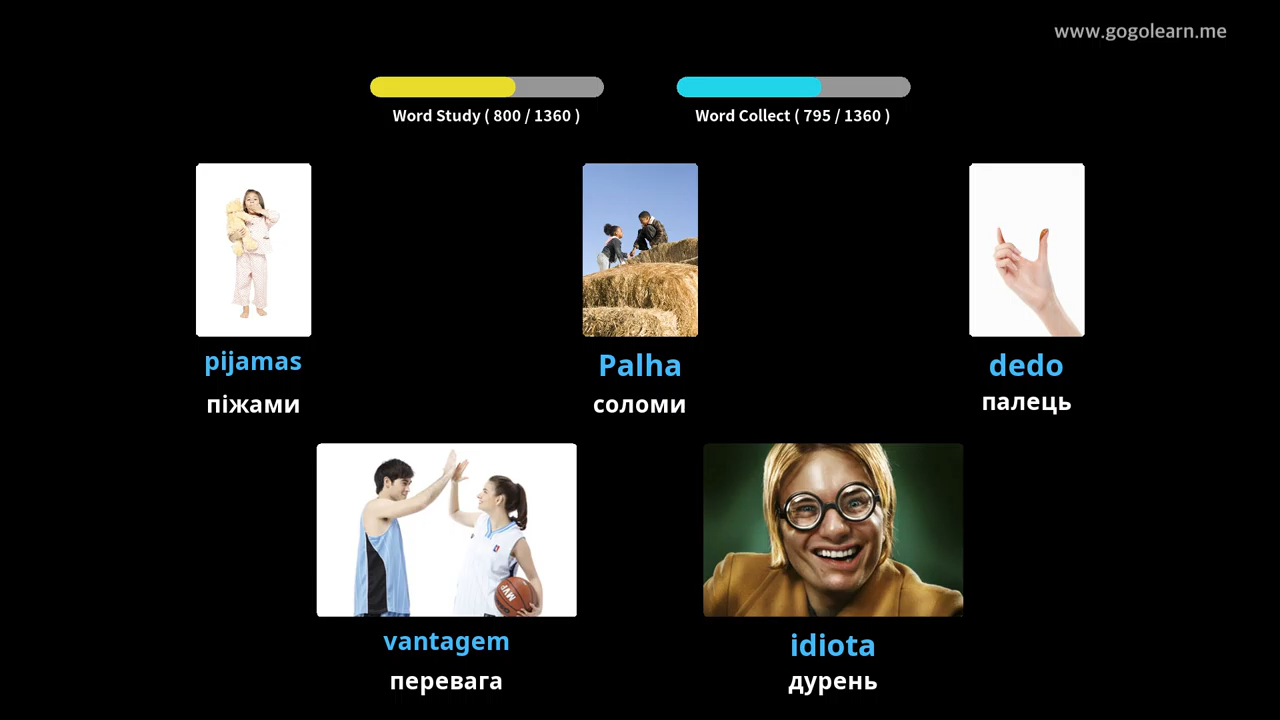 www.gogolearn.me
Word Study ( 800 / 1360 )
Word Collect ( 795 / 1360 )
pijamas
піжами
Palha
соломи
dedo
палець
MVP
vantagem
перевага
idiota
дурень